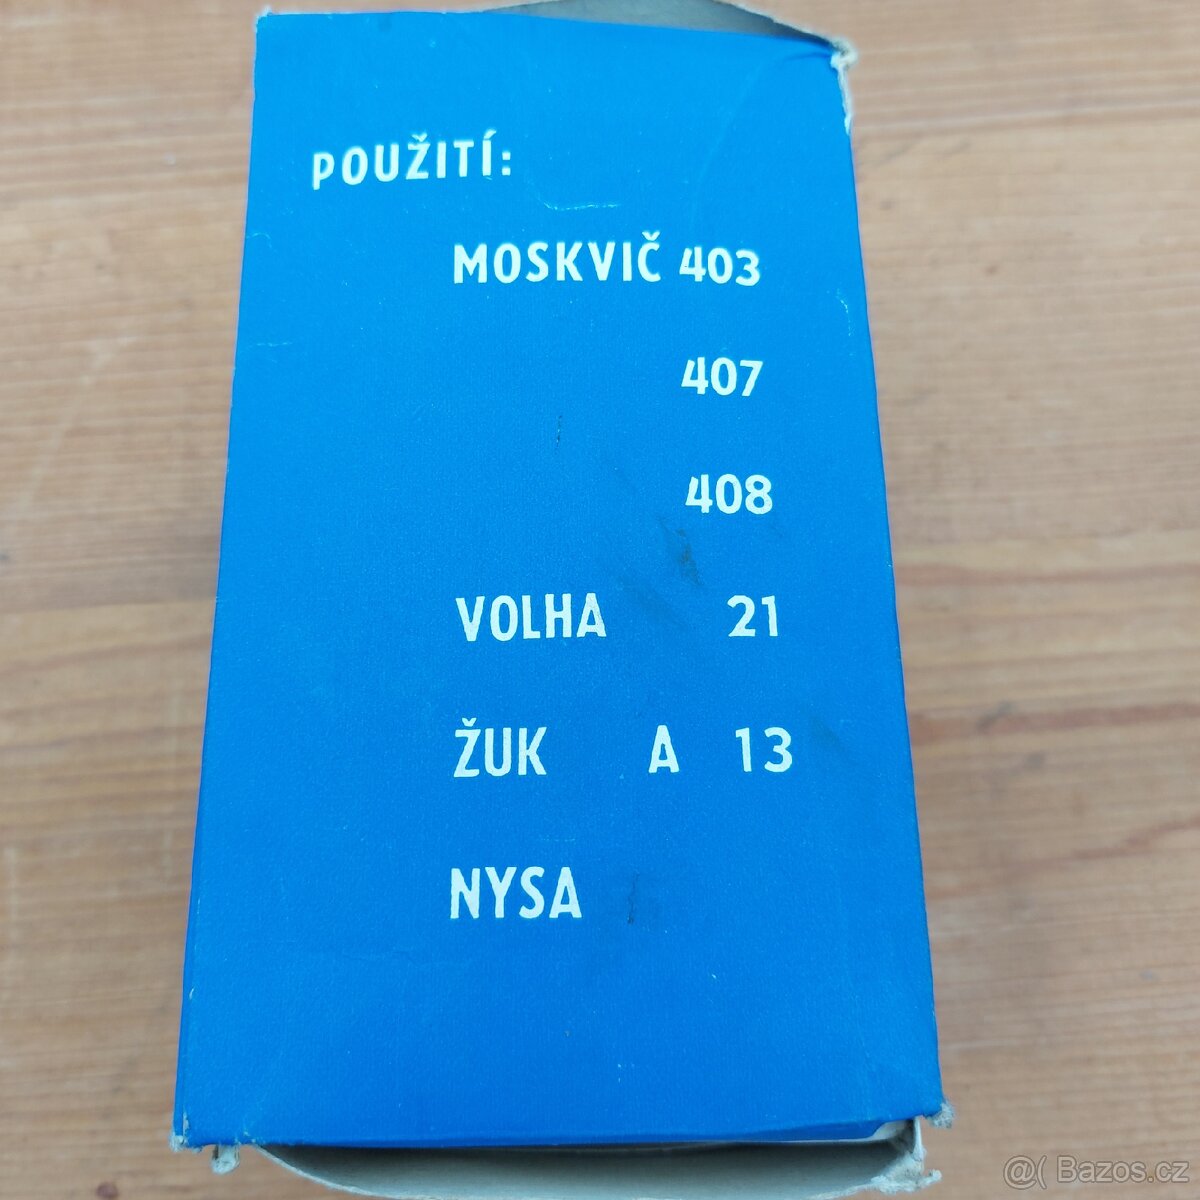 POUŽITÍ:
MOSKVIČ 403
407
408
VOLHA 21
ŽUK A 13
NYSA
@( Bazos.cz